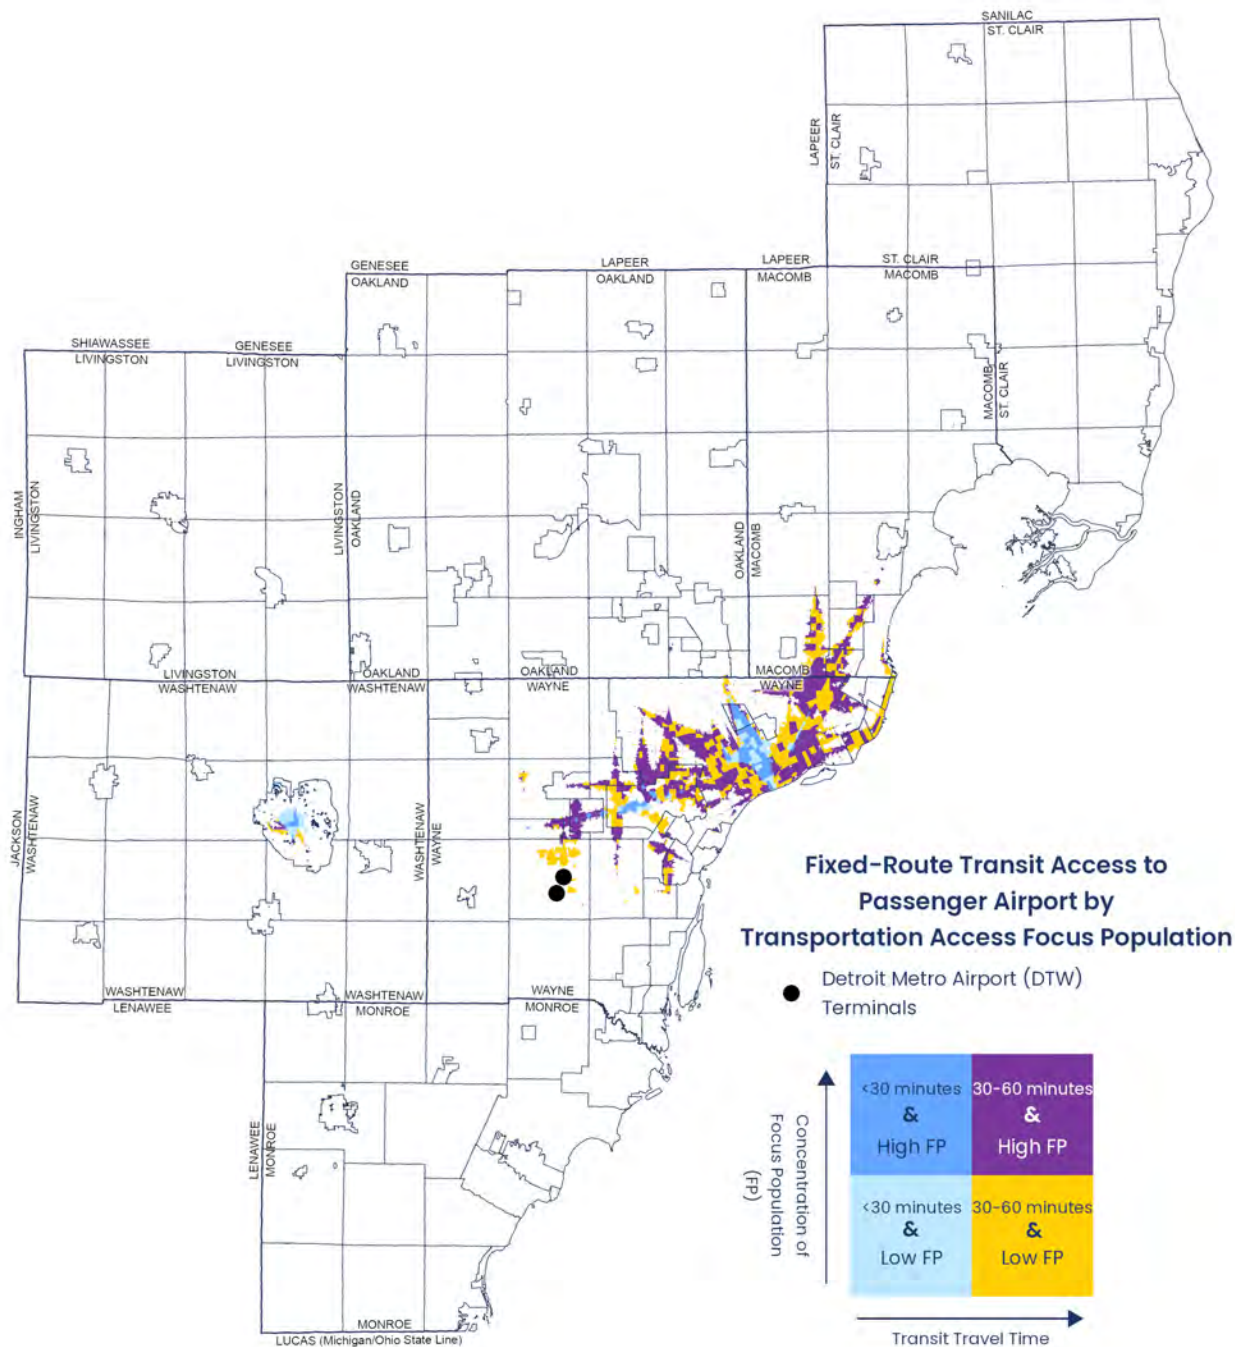 SANILAC
ST. CLAIR
LAPEER
ST. CLAIR
GENESEE
OAKLAND
LAPEER
OAKLAND
LAPEER
MACOMB
ST. CLAIR
MACOMB
SHIAWASSEE
LIVINGSTON
GENESEE
LIVINGSTON
MACOMB
ST. CLAIR
INGHAM
LIVINGSTON
LIVINGSTON
OAKLAND
OAKLAND
MACOMB
LIVINGSTON
WASHTENAW
OAKLAND
WASHTENAW
OAKLAND
WAYNE
MACOMB
WAYNE
JACKSON
WASHTENAW
WASHTENAW
WAYNE
Fixed-Route Transit Access to
Passenger Airport by
Transportation Access Focus Population
Detroit Metro Airport (DTW)
Terminals
WASHTENAW
LENAWEE
WASHTENAW
MONROE
WAYNE
MONROE
LENAWEE
MONROE
Concentration of
Focus Population
(FP)
<30 minutes
&
High FP
30-60 minutes
&
High FP
<30 minutes
&
Low FP
30-60 minutes
&
Low FP
Transit Travel Time
MONROE
LUCAS (Michigan/Ohio State Line)